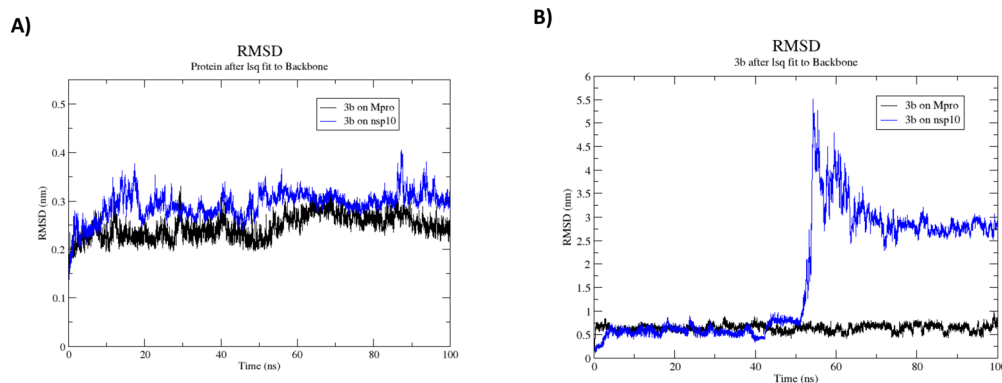 A)
RMSD
Protein after lsq fit to Backbone
3b on Mpro
3b on nsp10
RMSD (nm)
0.5
0.4
0.3
0.2
0.1
0
0
20
40
60
80
100
Time (ns)
B)
RMSD
3b after lsq fit to Backbone
3b on Mpro
3b on nsp10
RMSD (nm)
6
5.5
5
4.5
4
3.5
3
2.5
2
1.5
1
0.5
0
0
20
40
60
80
100
Time (ns)